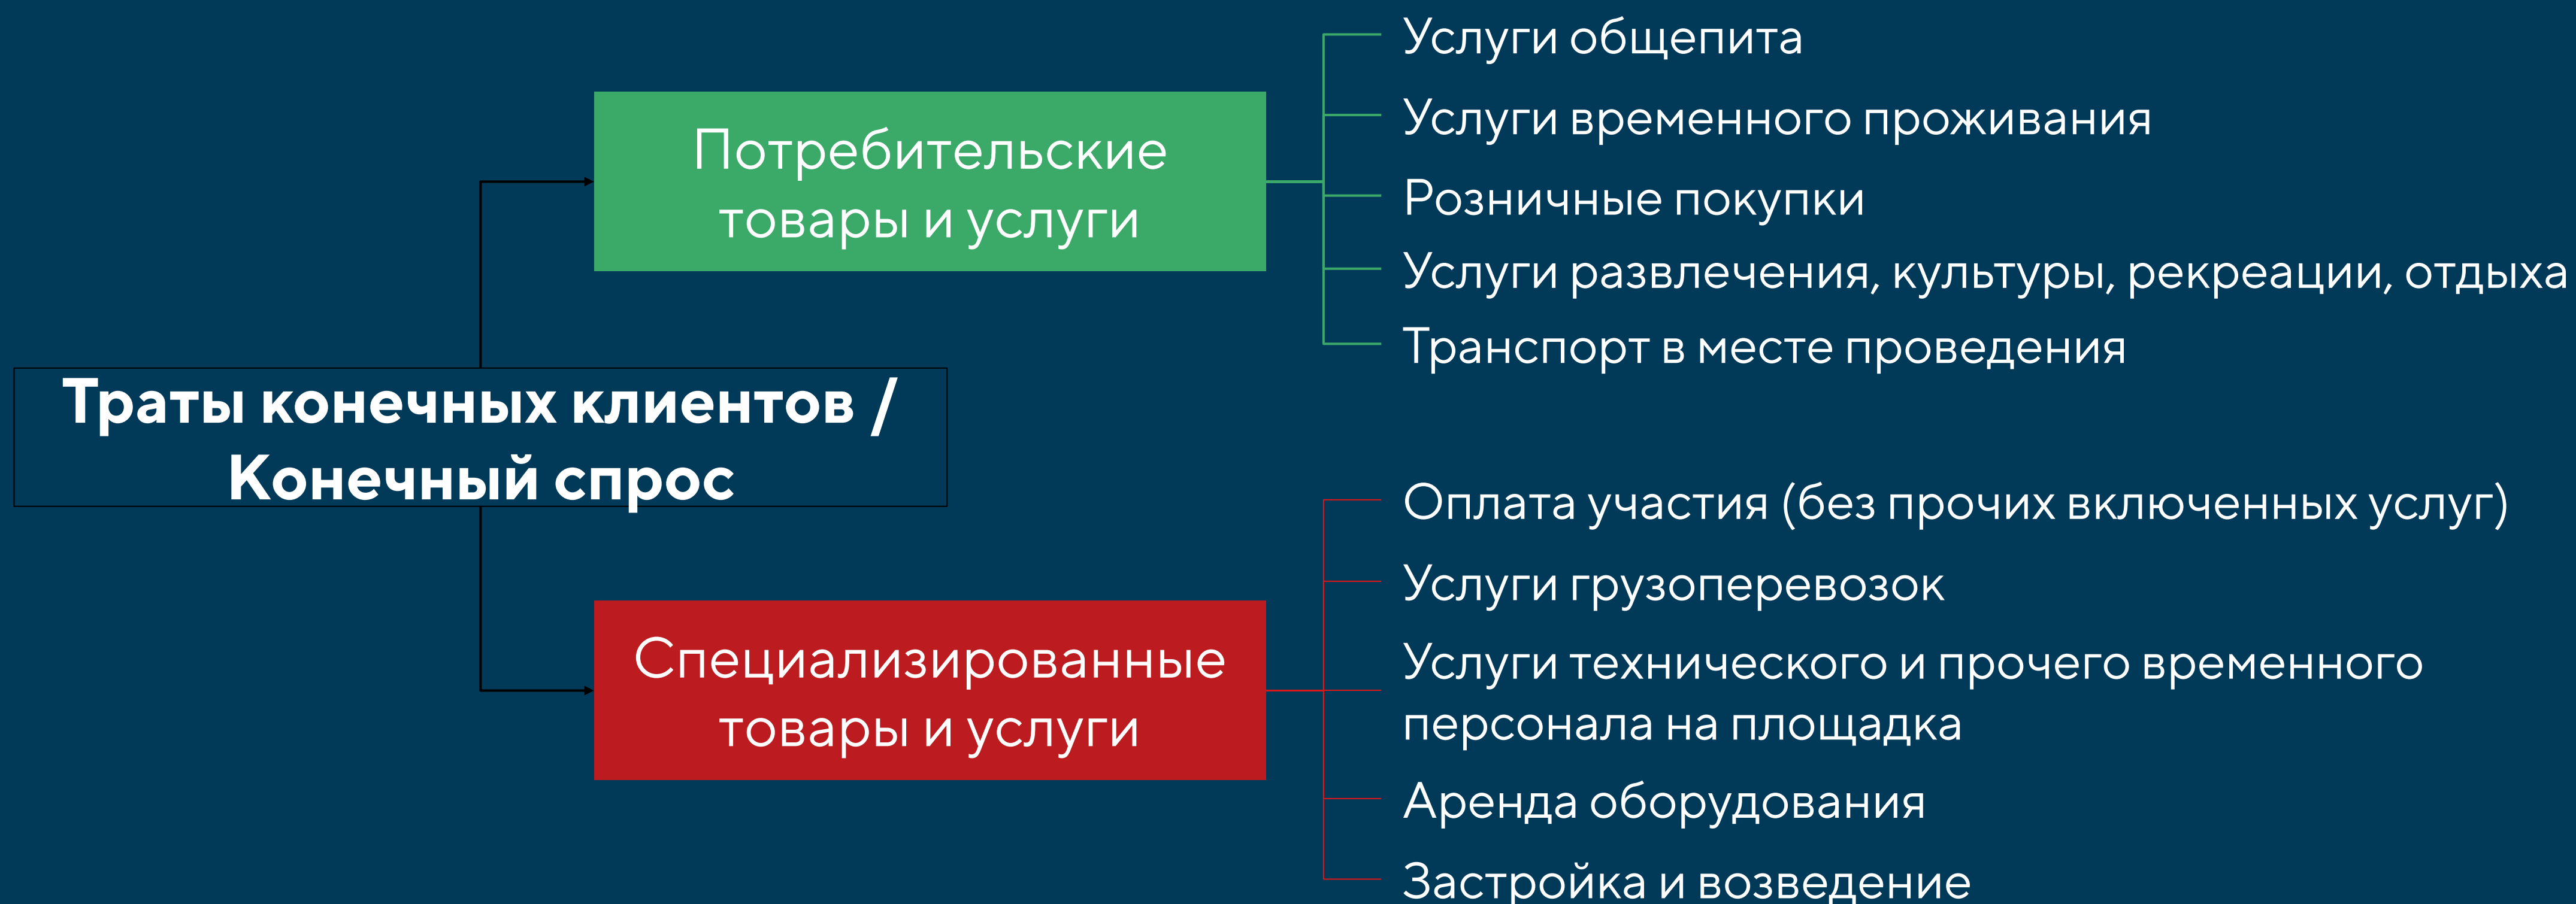 Услуги общепита
Услуги временного проживания
Розничные покупки
Услуги развлечения, культуры, рекреации, отдыха
Транспорт в месте проведения
Потребительские
товары и услуги
Траты конечных клиентов /
Конечный спрос
Специализированные
товары и услуги
Оплата участия (без прочих включенных услуг)
Услуги грузоперевозок
Услуги технического и прочего временного
персонала на площадка
Аренда оборудования
Застройка и возведение